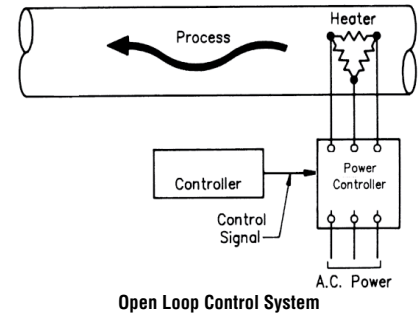 Heater
Process
Power
Controller
Controller
Control
Signal
A.C. Power
Open Loop Control System